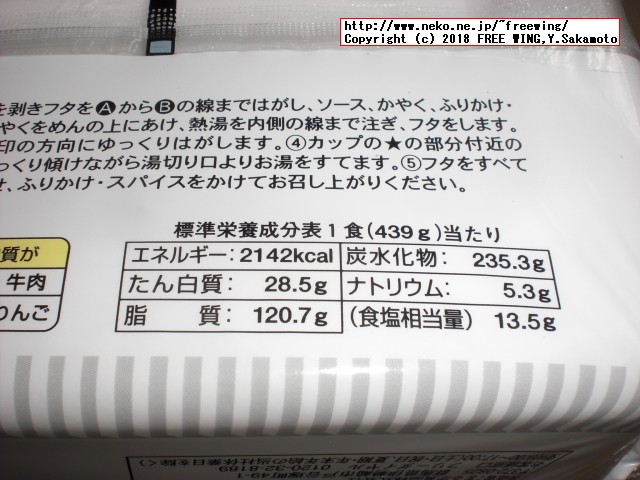 http://www.neko.ne.jp/~freewing/
Copyright (c) 2018 FREE WING,Y.Sakamoto
を剥きフタをⒶからⒷの線まではがし、ソース、かやく、ふりかけ・
やくをめんの上にあけ、熱湯を内側の線まで注ぎ、フタをします。
印の方向にゆっくりはがします。④カップの★の部分付近の
っくり傾けながら湯切り口よりお湯をすてます。⑤フタをすべて
せ、ふりかけ・スパイスをかけてお召し上がりください。
標準栄養成分表1食(439g)当たり
エネルギー:2142kcal 炭水化物: 235.3g
たん白質: 28.5g ナトリウム: 5.3g
脂 質: 120.7g (食塩相当量) 13.5g
質が
牛肉
りんご
0120-32-8189